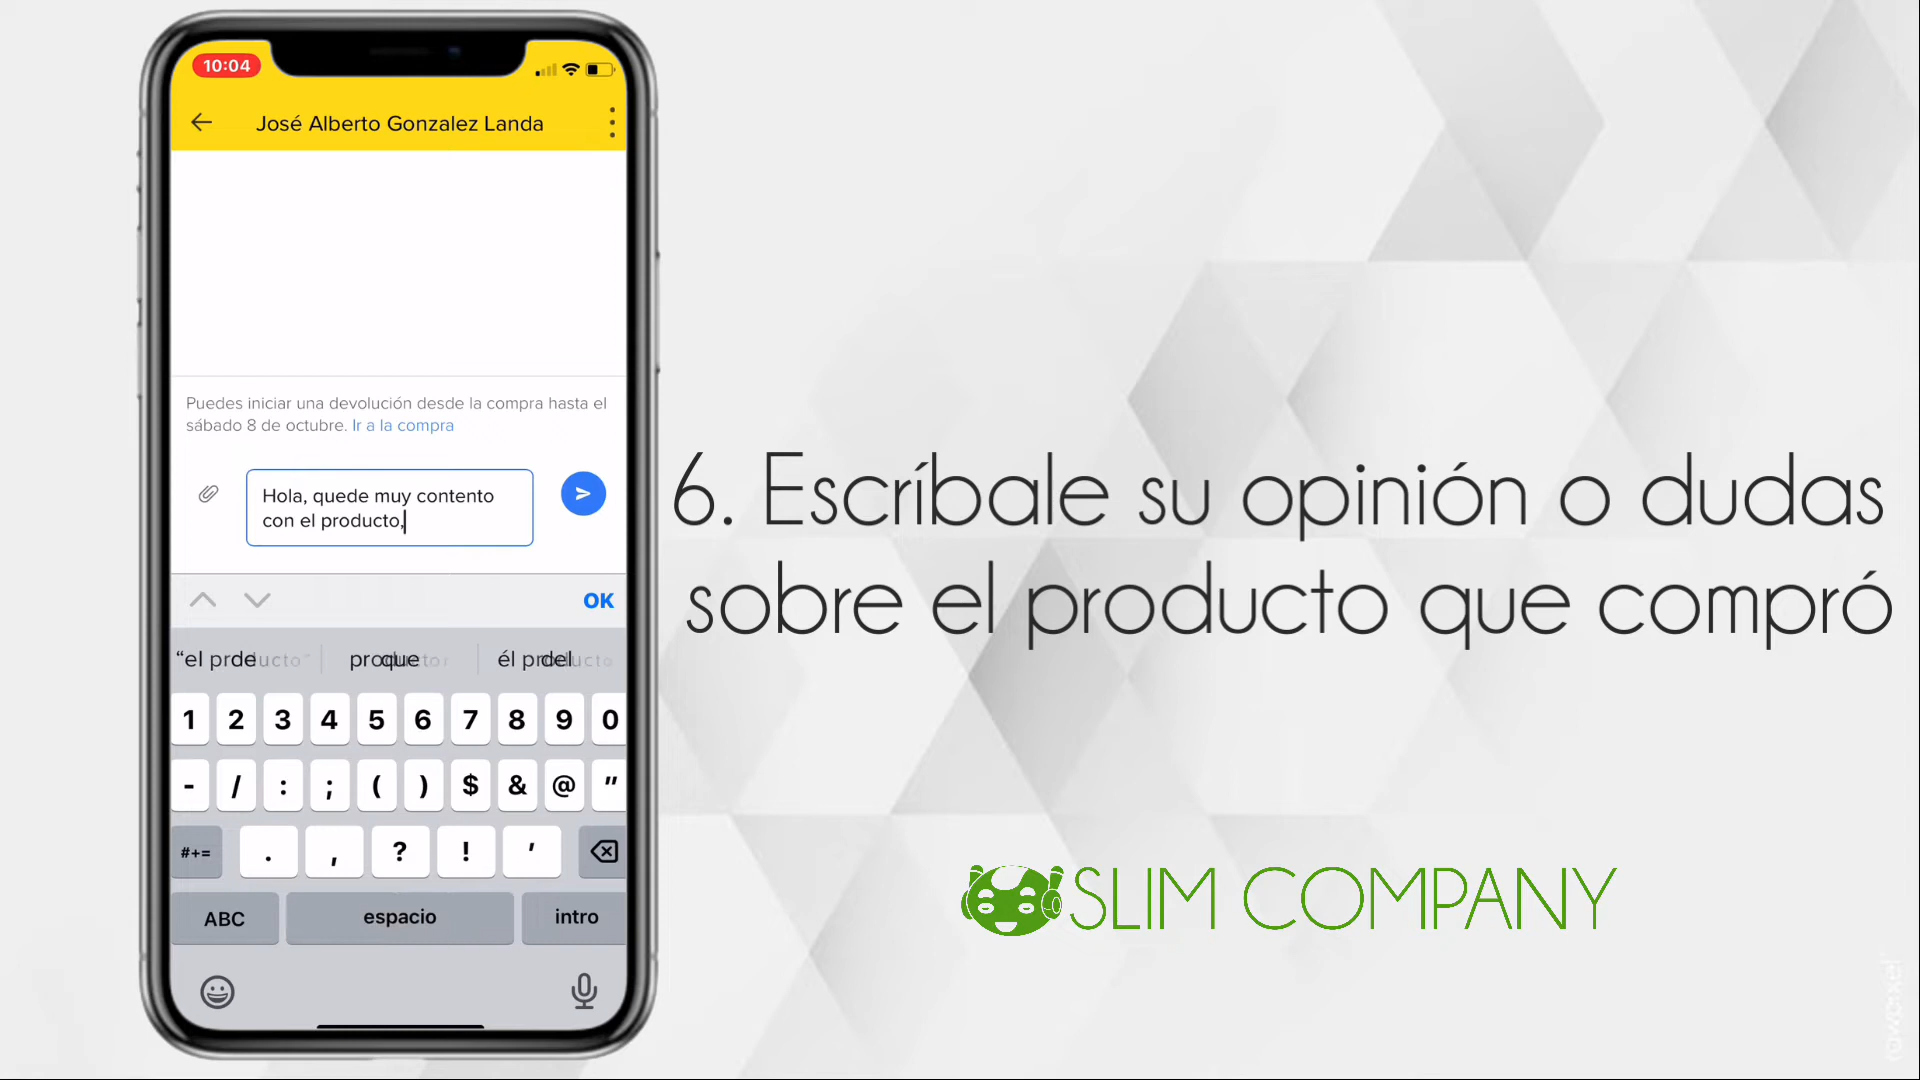 10:04
José Alberto Gonzalez Landa
Puedes iniciar una devolución desde la compra hasta el
sábado 8 de octubre. Ir a la compra
Hola, quede muy contento
con el producto,
OK
1 2 3 4 5 6 7 8 9 0
- / : ; ( ) $ & @ "
#+= . , ? ! '
ABC espacio intro
6. Escríbale su opinión o dudas
sobre el producto que compró
SLIM COMPANY
rawpixel